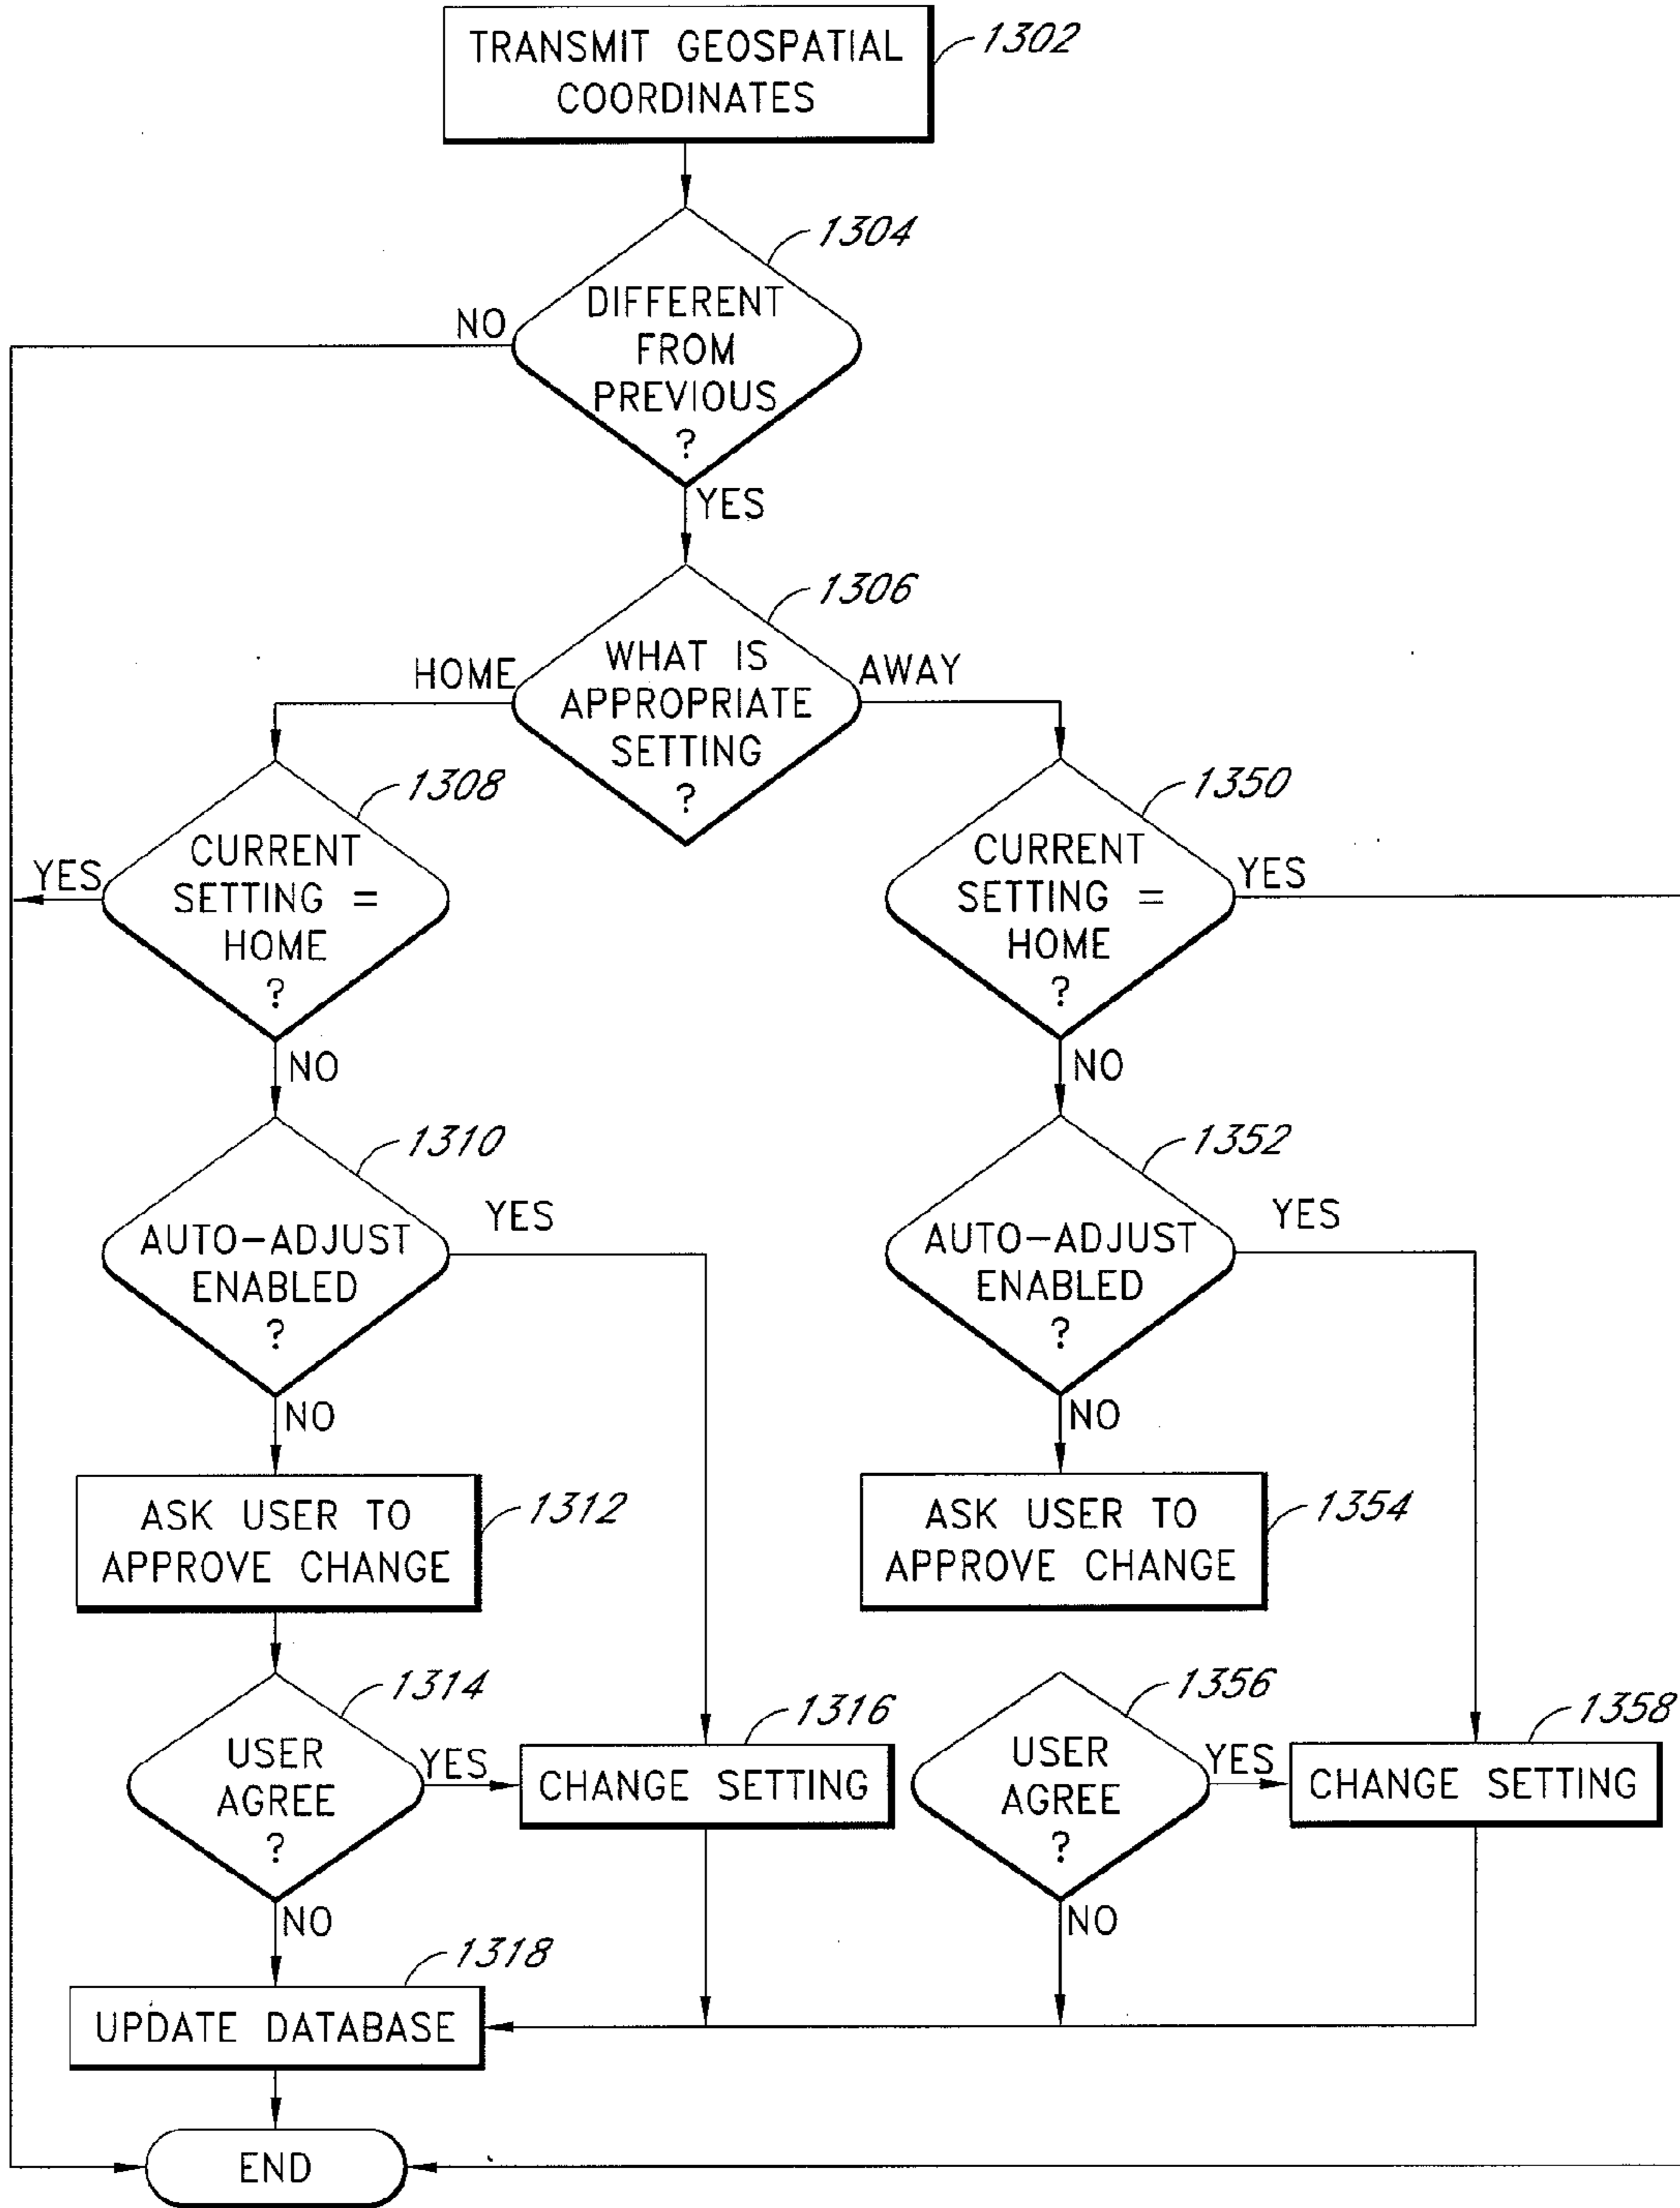 TRANSMIT GEOSPATIAL
COORDINATES
1302
1304
DIFFERENT
FROM
PREVIOUS
?
NO
YES
1306
WHAT IS
APPROPRIATE
SETTING
?
HOME
AWAY
1308
CURRENT
SETTING =
HOME
?
YES
NO
1350
CURRENT
SETTING =
HOME
?
YES
NO
1310
AUTO-ADJUST
ENABLED
?
YES
NO
1352
AUTO-ADJUST
ENABLED
?
YES
NO
ASK USER TO
APPROVE CHANGE
1312
ASK USER TO
APPROVE CHANGE
1354
1314
USER
AGREE
?
YES
NO
1316
CHANGE SETTING
1356
USER
AGREE
?
YES
NO
1358
CHANGE SETTING
1318
UPDATE DATABASE
END